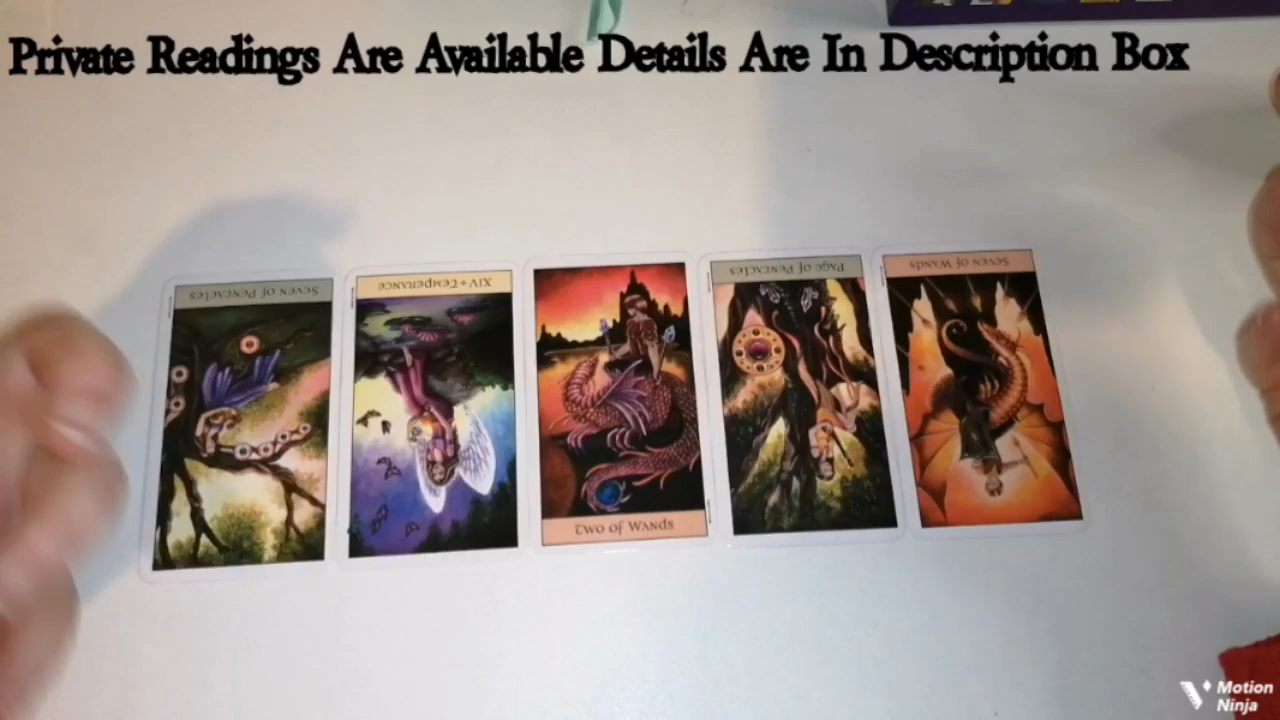 Private Readings Are Available Details Are In Description Box
Seven of Pentacles
XIV + Temperance
Two of Wands
Page of Pentacles
Seven of Wands
Motion
Ninja